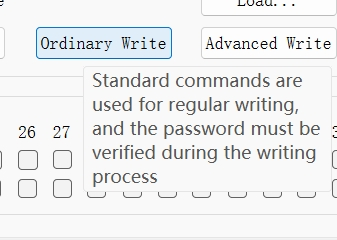 Load...
Ordinary Write
Advanced Write
Standard commands are
used for regular writing,
and the password must be
verified during the writing
process
26 27